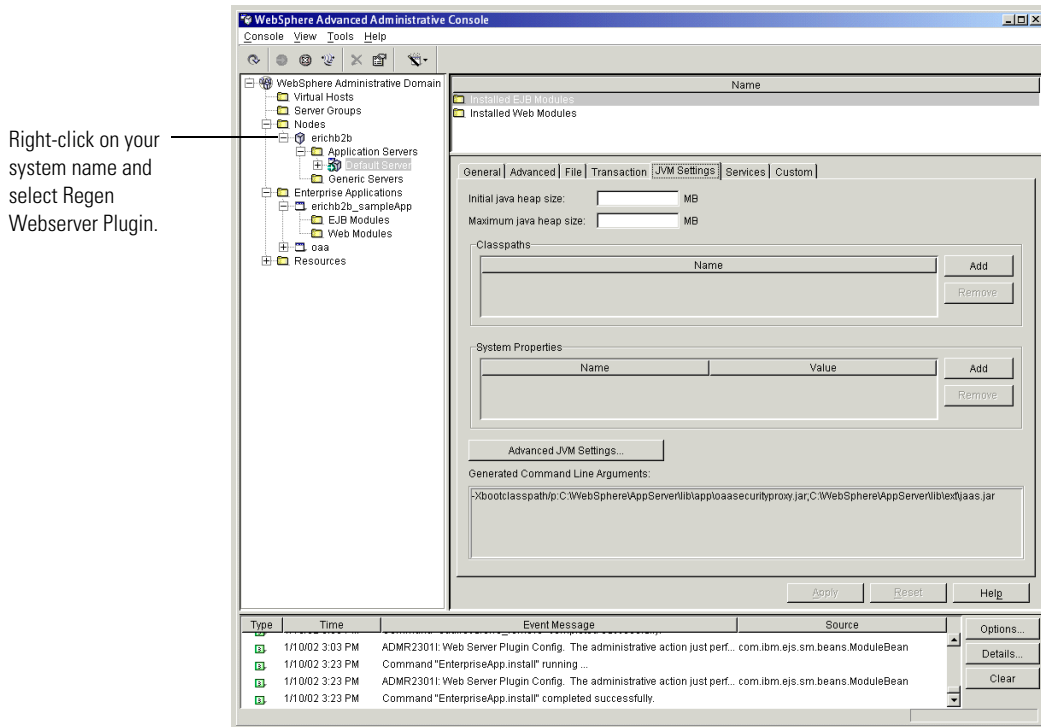 Right-click on your
system name and
select Regen
Webserver Plugin.
WebSphere Advanced Administrative Console
Console View Tools Help
WebSphere Administrative Domain
Virtual Hosts
Server Groups
Nodes
erichb2b
Application Servers
Default Server
Generic Servers
Enterprise Applications
erichb2b_sampleApp
EJB Modules
Web Modules
oaa
Resources
Name
Installed EJB Modules
Installed Web Modules
General Advanced File Transaction JVM Settings Services Custom
Initial java heap size: MB
Maximum java heap size: MB
Classpaths
Name
Add
Remove
System Properties
Name Value
Add
Remove
Advanced JVM Settings...
Generated Command Line Arguments:
-Xbootclasspath/p:C:\WebSphere\AppServer\lib\app\oaasecurityproxy.jar;C:\WebSphere\AppServer\lib\ext\jaas.jar
Apply Reset Help
Type Time Event Message Source
1/10/02 3:03 PM ADMR2301I: Web Server Plugin Config. The administrative action just perf... com.ibm.ejs.sm.beans.ModuleBean
1/10/02 3:23 PM Command "EnterpriseApp.install" running ...
1/10/02 3:23 PM ADMR2301I: Web Server Plugin Config. The administrative action just perf... com.ibm.ejs.sm.beans.ModuleBean
1/10/02 3:23 PM Command "EnterpriseApp.install" completed successfully.
Options...
Details...
Clear